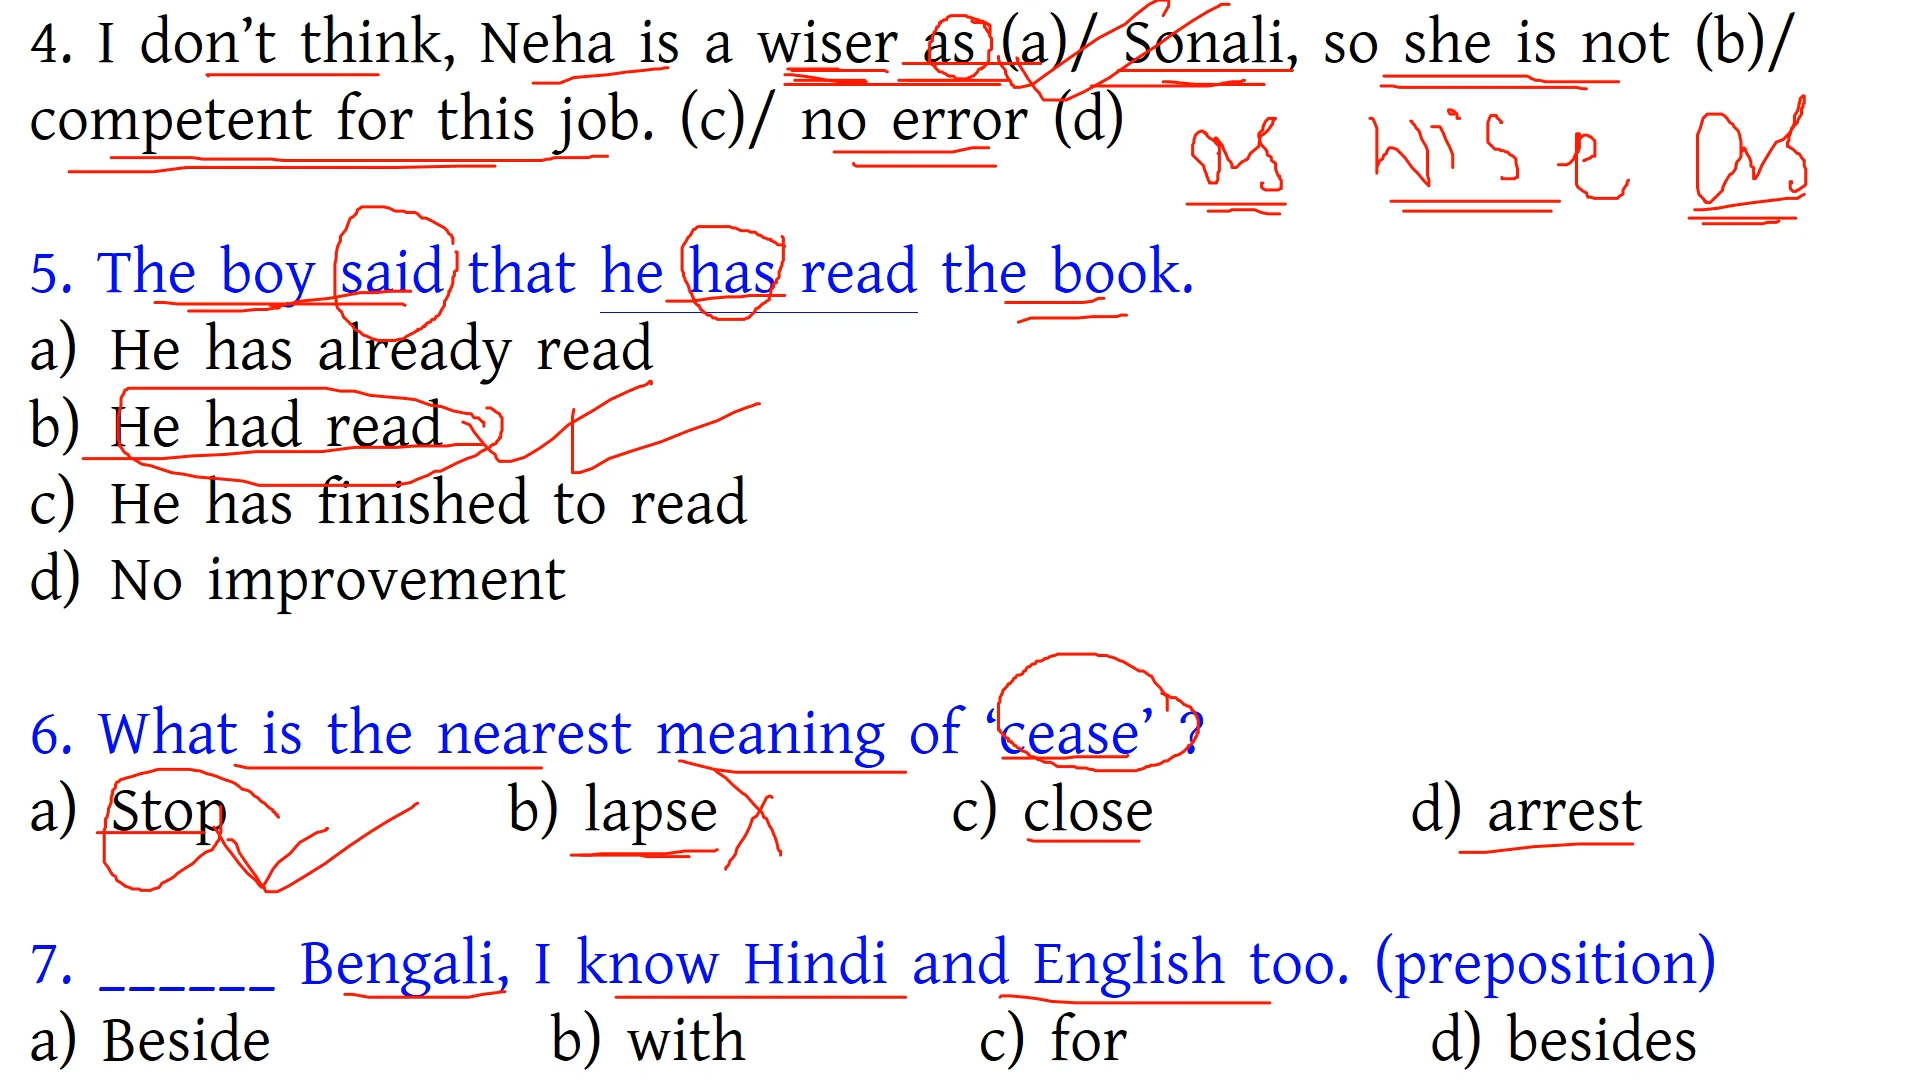 4. I don’t think, Neha is a wiser as (a)/ Sonali, so she is not (b)/
competent for this job. (c)/ no error (d)
as wise as
5. The boy said that he has read the book.
a) He has already read
b) He had read
c) He has finished to read
d) No improvement
6. What is the nearest meaning of ‘cease’ ?
a) Stop b) lapse c) close d) arrest
7. ______ Bengali, I know Hindi and English too. (preposition)
a) Beside b) with c) for d) besides